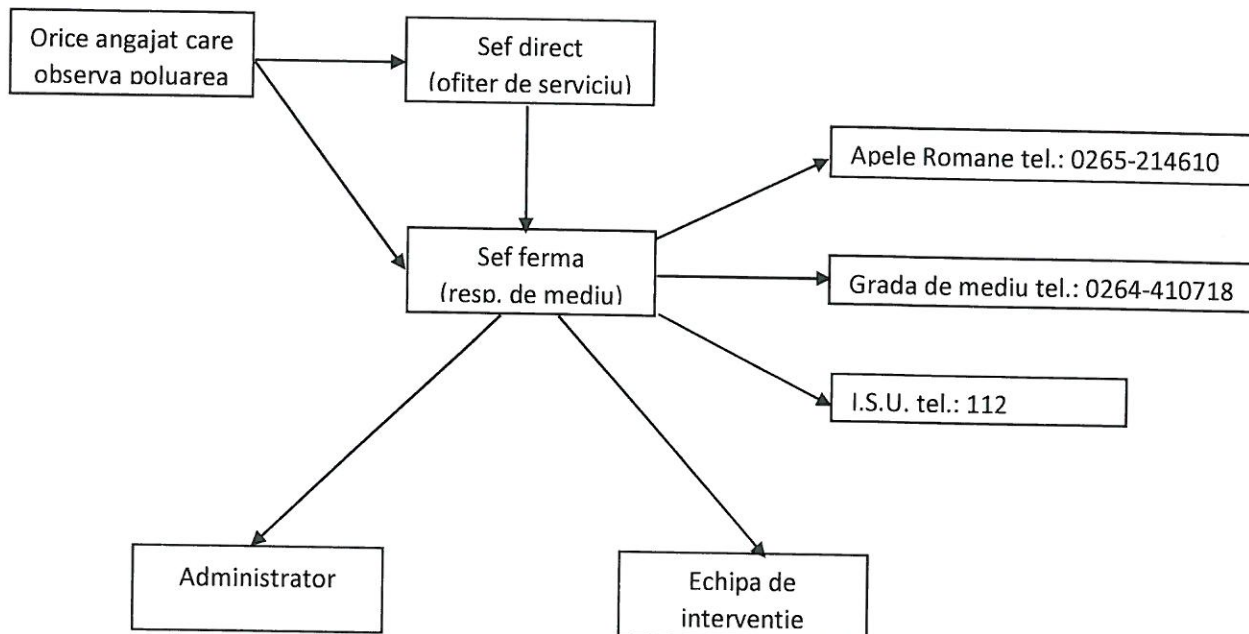 Orice angajat care
observa poluarea
Sef direct
(ofiter de serviciu)
Apele Romane tel.: 0265-214610
Sef ferma
(resp. de mediu)
Grada de mediu tel.: 0264-410718
I.S.U. tel.: 112
Administrator
Echipa de
interventie